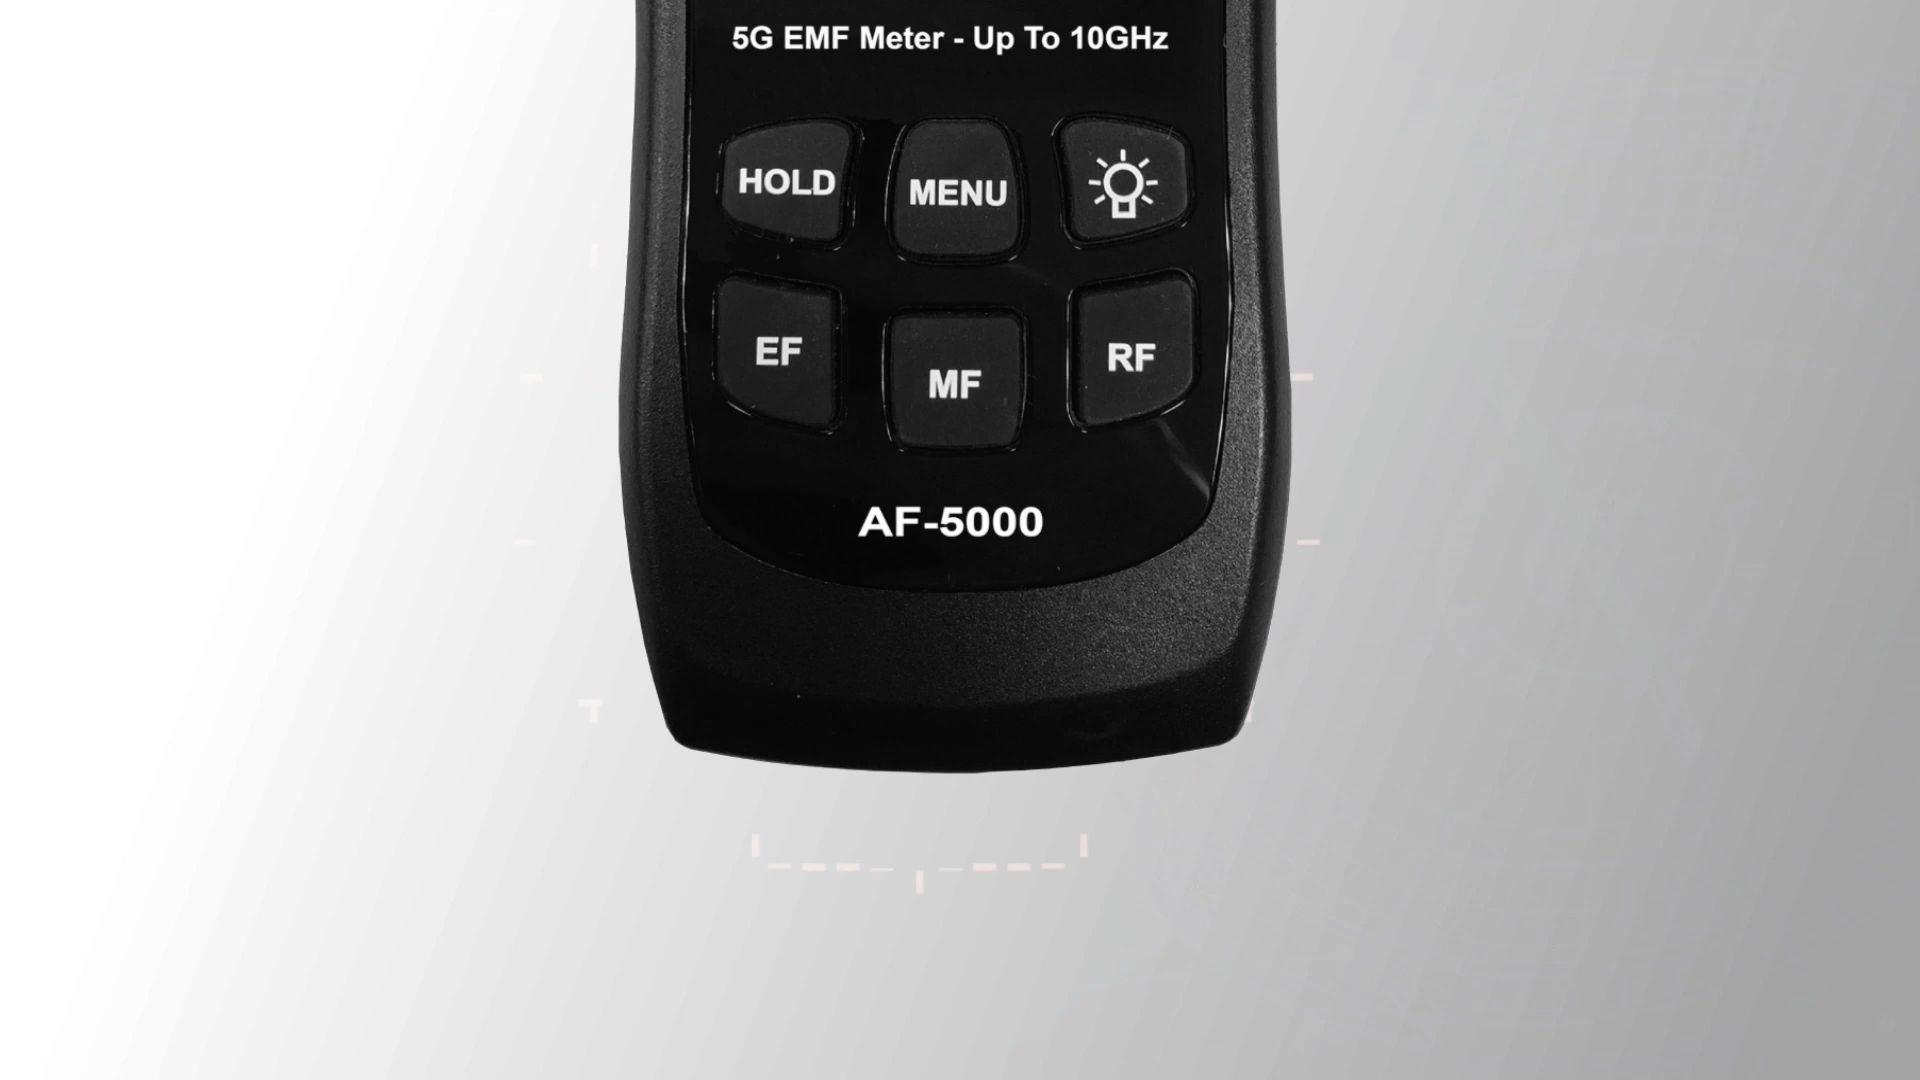 5G EMF Meter - Up To 10GHz
HOLD
MENU
EF
MF
RF
AF-5000